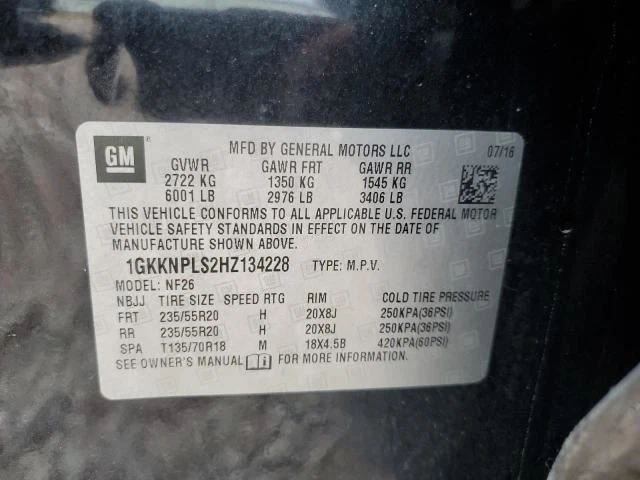 GM
MFD BY GENERAL MOTORS LLC 07/16
GVWR GAWR FRT GAWR RR
2722 KG 1350 KG 1545 KG
6001 LB 2976 LB 3406 LB
THIS VEHICLE CONFORMS TO ALL APPLICABLE U.S. FEDERAL MOTOR
VEHICLE SAFETY STANDARDS IN EFFECT ON THE DATE OF
MANUFACTURE SHOWN ABOVE.
1GKKNPLS2HZ134228 TYPE: M.P.V.
MODEL: NF26
NBJJ TIRE SIZE SPEED RTG RIM COLD TIRE PRESSURE
FRT 235/55R20 H 20X8J 250KPA(36PSI)
RR 235/55R20 H 20X8J 250KPA(36PSI)
SPA T135/70R18 M 18X4.5B 420KPA(60PSI)
SEE OWNER'S MANUAL FOR MORE INFORMATION.